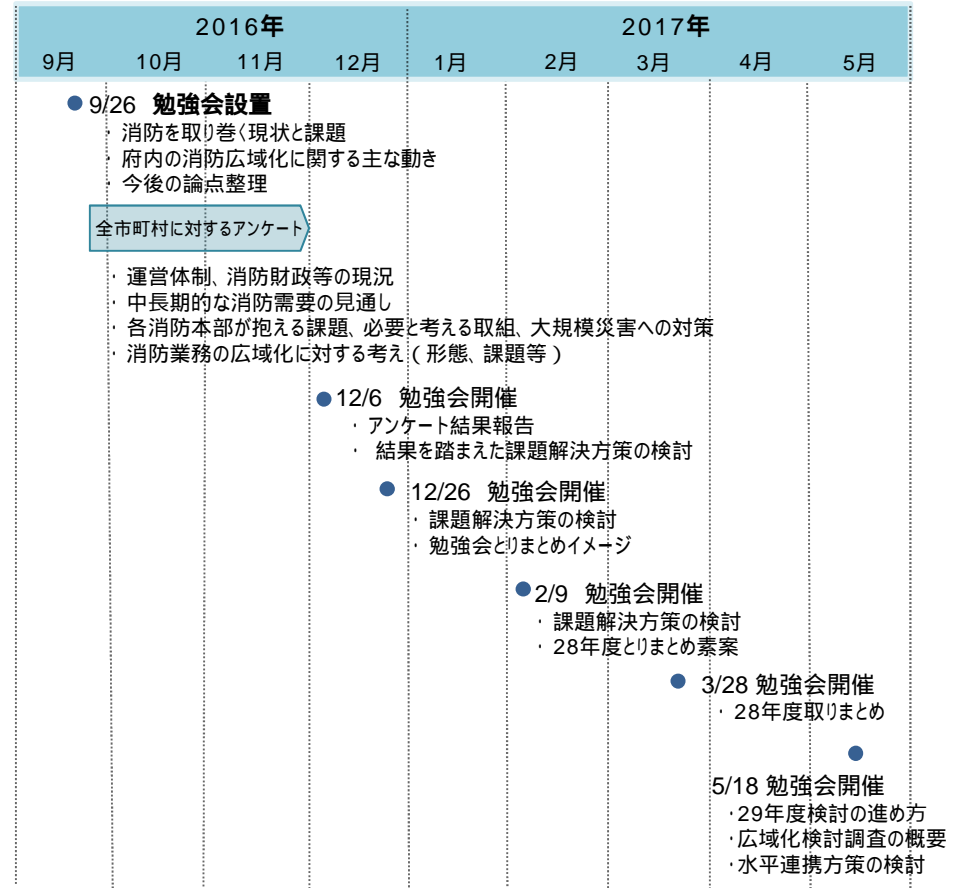 2016年 2017年
9月 10月 11月 12月 1月 2月 3月 4月 5月
9/26 勉強会設置
・消防を取り巻く現状と課題
・府内の消防広域化に関する主な動き
・今後の論点整理
全市町村に対するアンケート
・運営体制、消防財政等の現況
・中長期的な消防需要の見通し
・各消防本部が抱える課題、必要と考える取組、大規模災害への対策
・消防業務の広域化に対する考え(形態、課題等)
12/6 勉強会開催
・アンケート結果報告
・結果を踏まえた課題解決方策の検討
12/26 勉強会開催
・課題解決方策の検討
・勉強会とりまとめイメージ
2/9 勉強会開催
・課題解決方策の検討
・28年度とりまとめ素案
3/28 勉強会開催
・28年度取りまとめ
5/18 勉強会開催
・29年度検討の進め方
・広域化検討調査の概要
・水平連携方策の検討